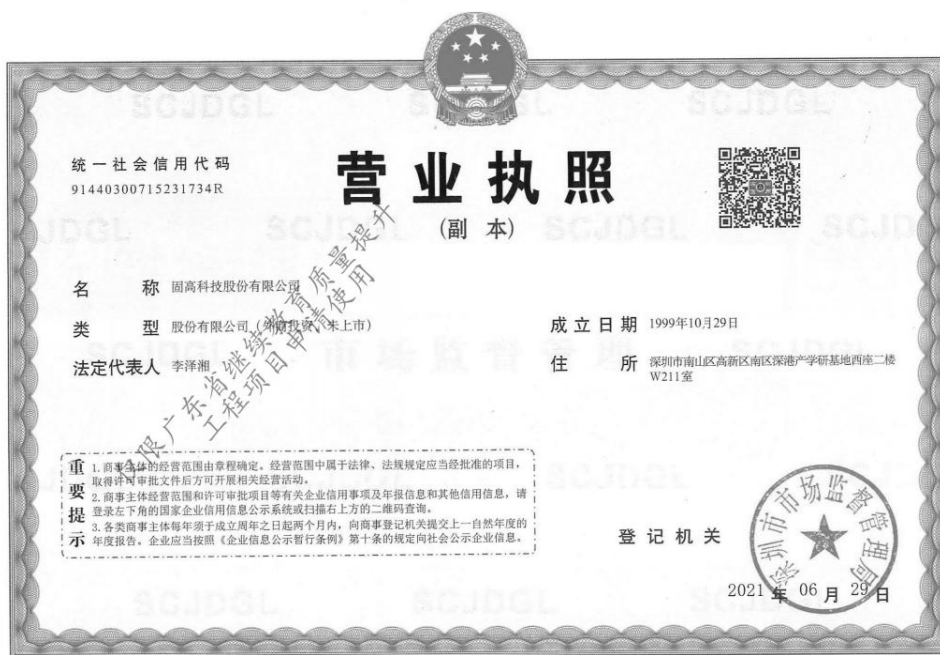 统一社会信用代码
91440300715231734R
营业执照
(副 本)
名 称 固高科技股份有限公司
类 型 股份有限公司(外商投资、未上市)
法定代表人 李泽湘
成立日期 1999年10月29日
住 所 深圳市南山区高新区南区深港产学研基地西座二楼
W211室
仅限广东省继续教育质量提升
工程项目申请使用
重要提示
1.商事主体的经营范围由章程确定。经营范围中属于法律、法规规定应当经批准的项目,
取得许可审批文件后方可开展相关经营活动。
2.商事主体经营范围和许可审批项目等有关企业信用事项及年报信息和其他信用信息,请
登录左下角的国家企业信用信息公示系统或扫描右上方的二维码查询。
3.各类商事主体每年须于成立周年之日起两个月内,向商事登记机关提交上一自然年度的
年度报告。企业应当按照《企业信息公示暂行条例》第十条的规定向社会公示企业信息。
登记机关
深圳市市场监督管理局
2021 年 06 月 29 日
SCJDGL SCJDGL SCJDGL
JDGL SCJDGL SCJDGL SCJD
市场监督管理
SCJDGL SCJDGL